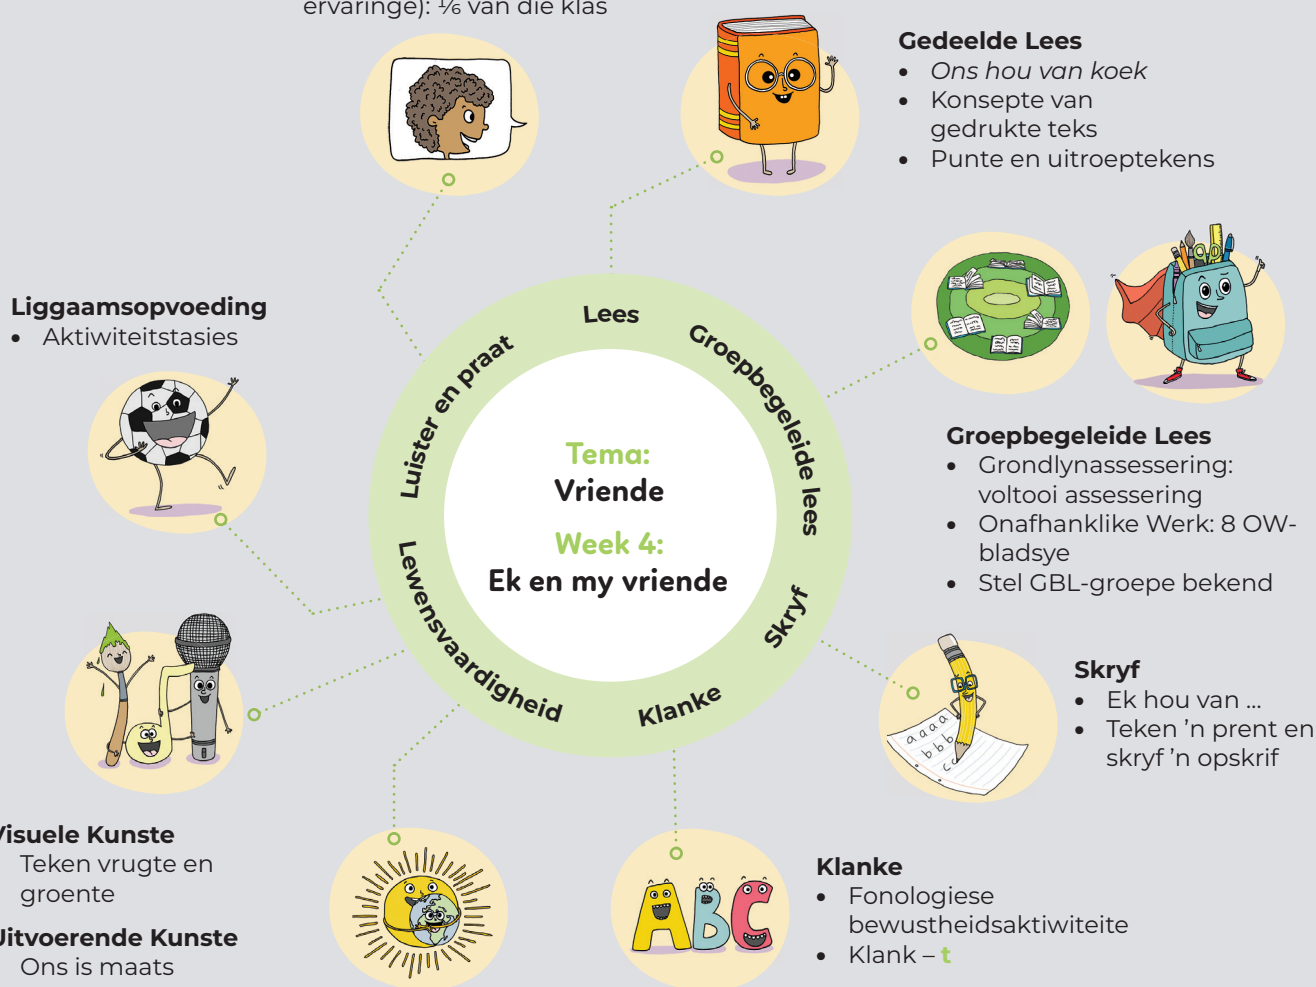 ervaringe): ⅙ van die klas
Gedeelde Lees
• Ons hou van koek
• Konsepte van
gedrukte teks
• Punte en uitroeptekens
Liggaamsopvoeding
• Aktiwiteitstasies
Lees
Groepbegeleide lees
Luister en praat
Tema:
Vriende
Week 4:
Ek en my vriende
Lewensvaardigheid
Klanke
Skryf
Groepbegeleide Lees
• Grondlynassessering:
voltooi assessering
• Onafhanklike Werk: 8 OW-
bladsye
• Stel GBL-groepe bekend
Skryf
• Ek hou van ...
• Teken ’n prent en
skryf ’n opskrif
a a a a
b b b
c c
Visuele Kunste
Teken vrugte en
groente
Uitvoerende Kunste
Ons is maats
ABC
Klanke
• Fonologiese
bewustheidsaktiwiteite
• Klank – t